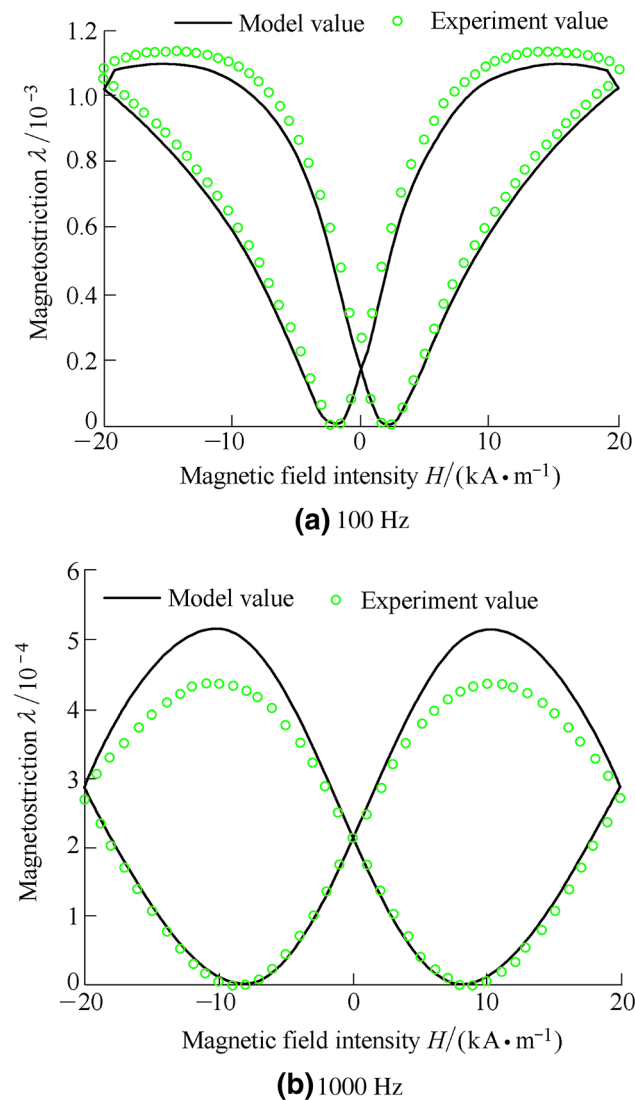 Model value Experiment value
1.2
1.0
0.8
0.6
0.4
0.2
0
Magnetostriction λ/10⁻³
−20 −10 0 10 20
Magnetic field intensity H/(kA•m⁻¹)
(a) 100 Hz
6
Model value Experiment value
5
4
3
2
1
0
Magnetostriction λ/10⁻⁴
−20 −10 0 10 20
Magnetic field intensity H/(kA•m⁻¹)
(b) 1000 Hz